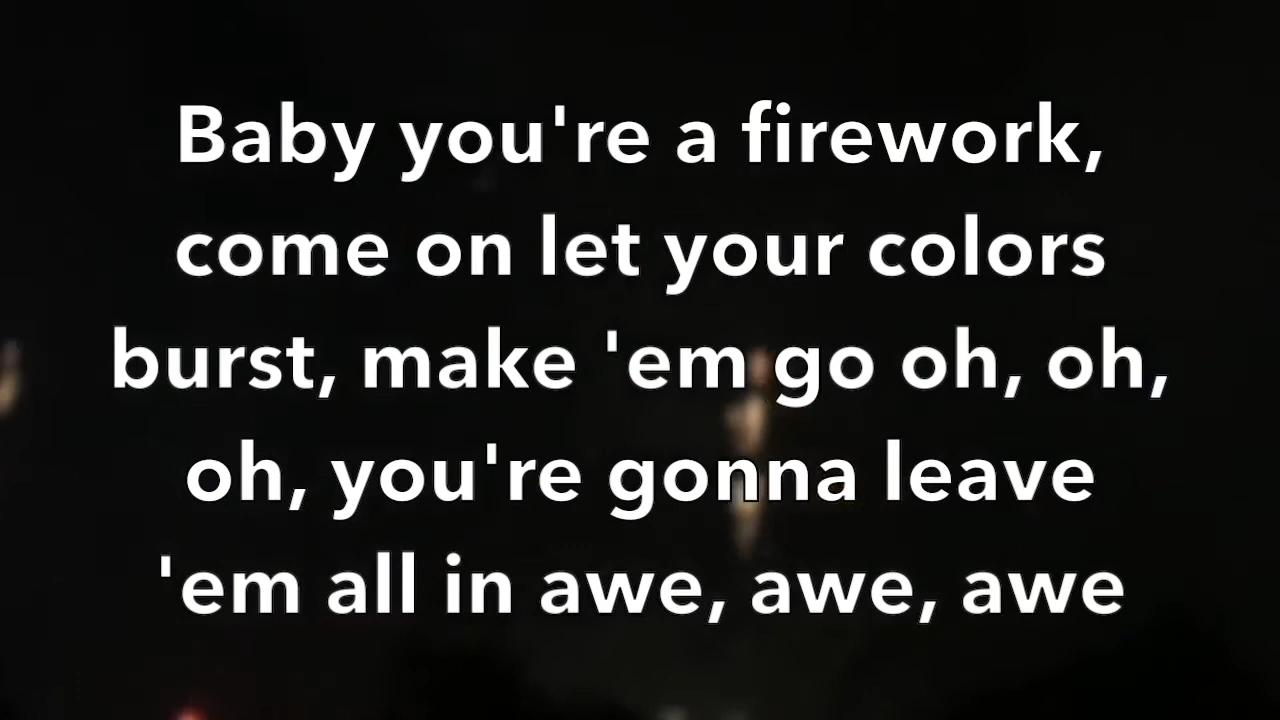 Baby you're a firework,
come on let your colors
burst, make 'em go oh, oh,
oh, you're gonna leave
'em all in awe, awe, awe